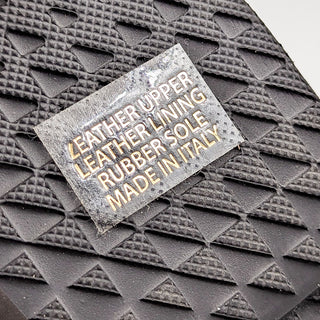 LEATHER UPPER
LEATHER LINING
RUBBER SOLE
MADE IN ITALY